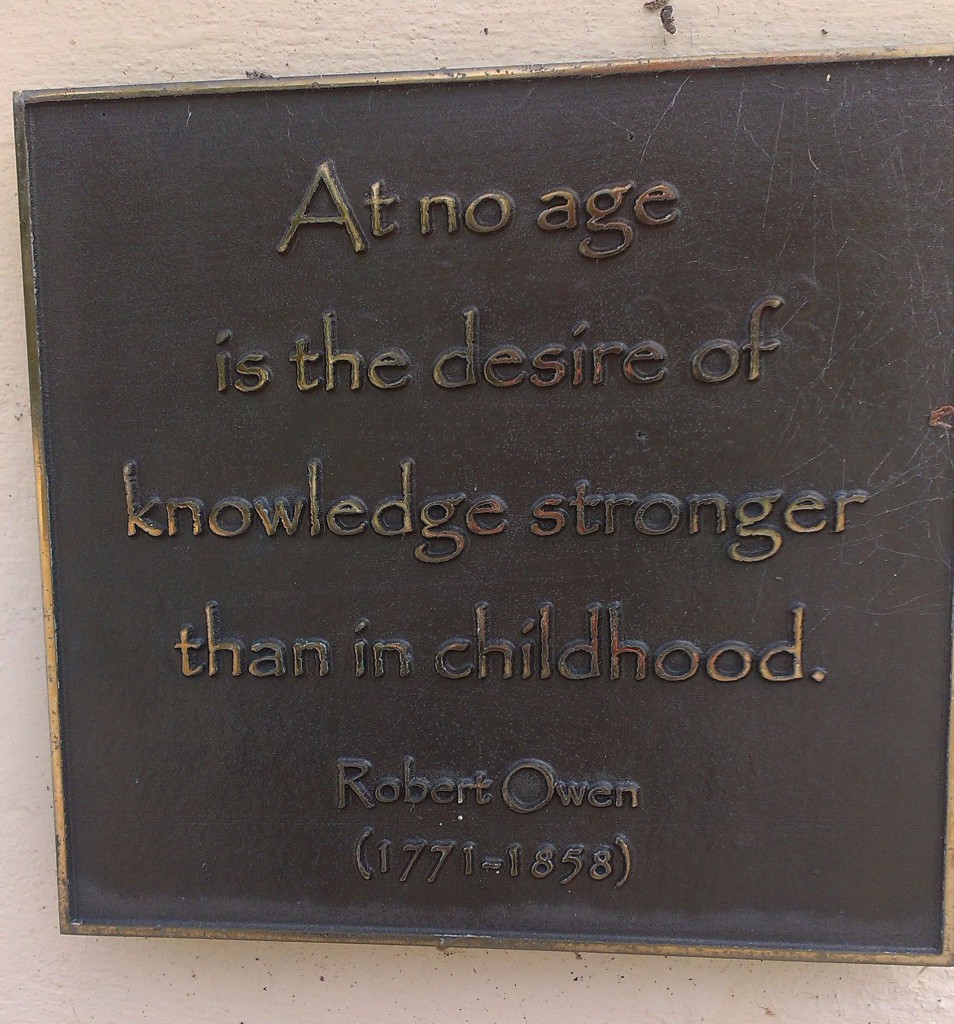 At no age
is the desire of
knowledge stronger
than in childhood.
Robert Owen
(1771-1858)